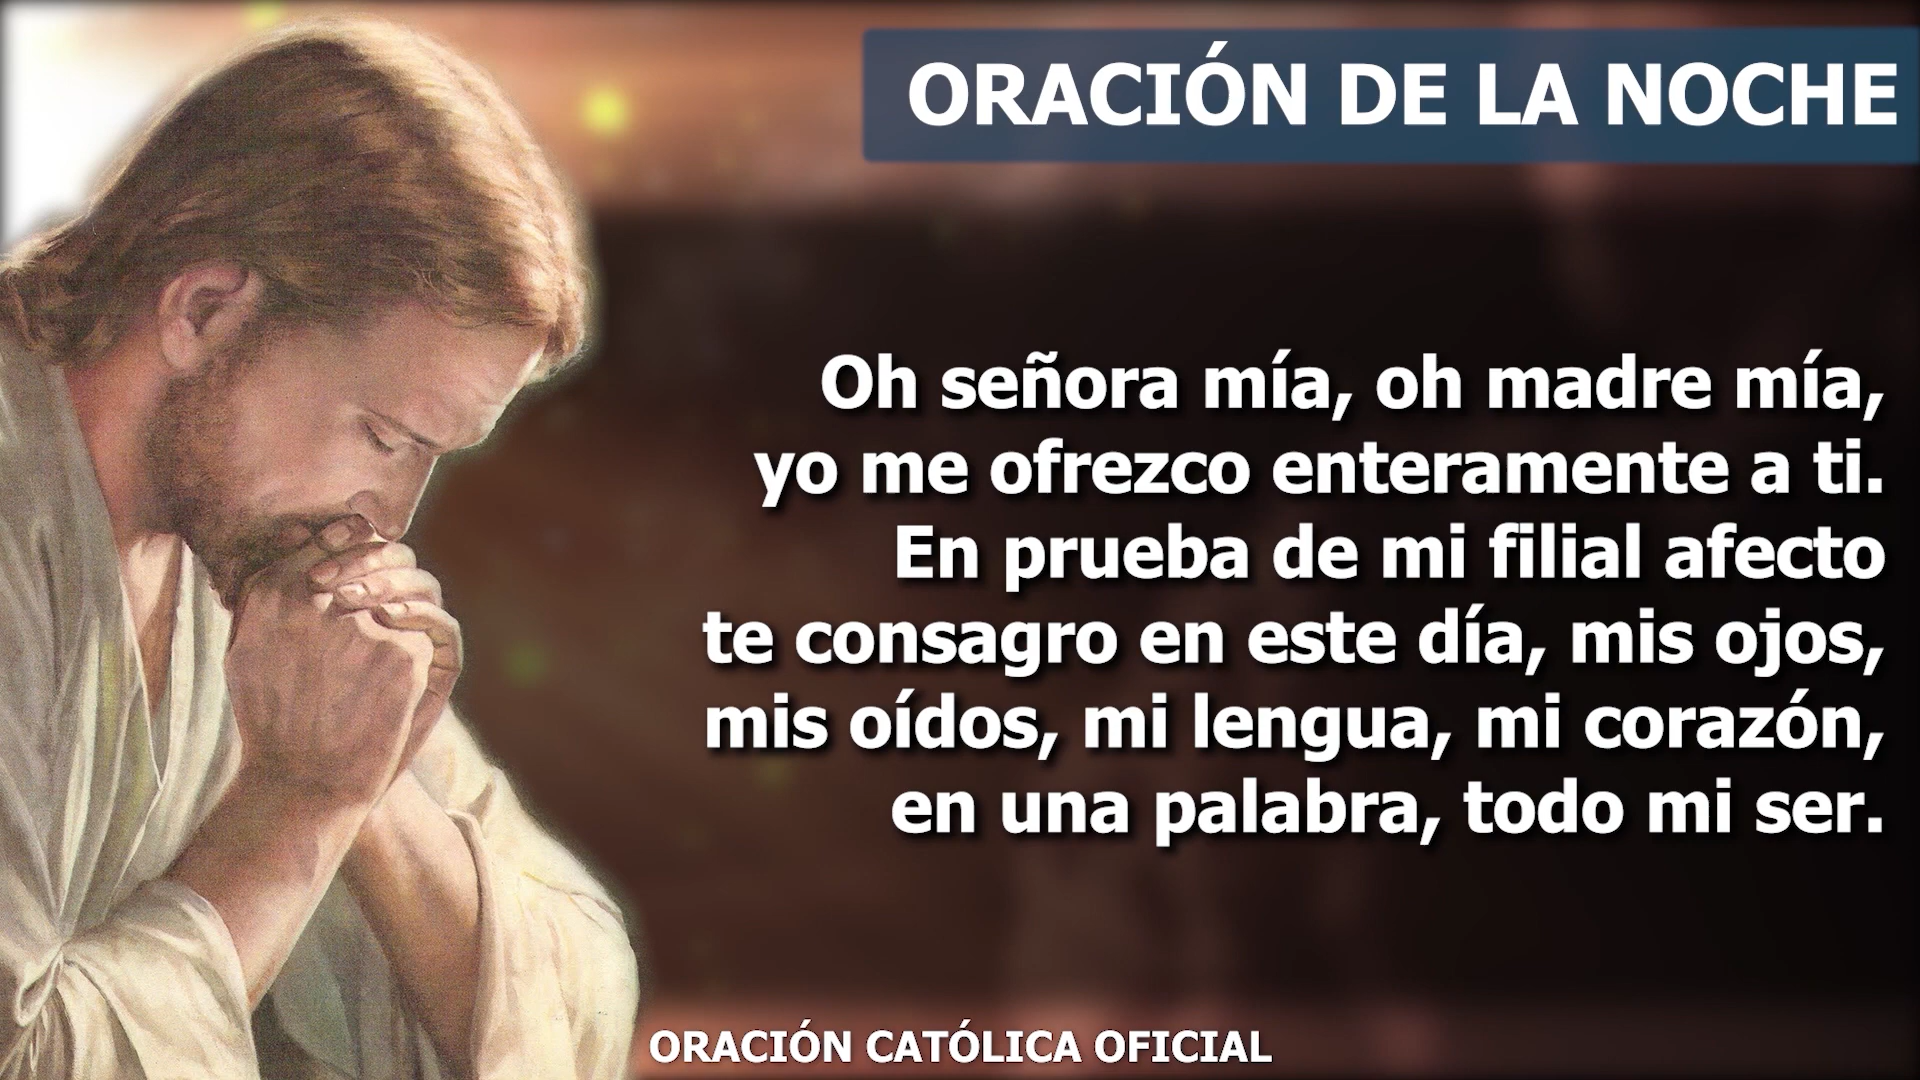 ORACIÓN DE LA NOCHE
Oh señora mía, oh madre mía,
yo me ofrezco enteramente a ti.
En prueba de mi filial afecto
te consagro en este día, mis ojos,
mis oídos, mi lengua, mi corazón,
en una palabra, todo mi ser.
ORACIÓN CATÓLICA OFICIAL